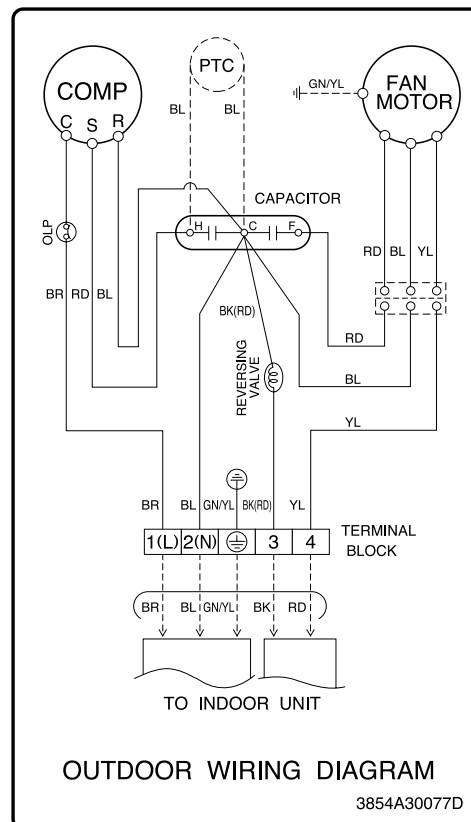 PTC
COMP
FAN
MOTOR
GN/YL
C S R
BL BL
CAPACITOR
H C F
OLP
RD BL YL
BR RD BL
BK(RD)
REVERSING
VALVE
RD
BL
YL
BR BL GN/YL BK(RD) YL
1(L) 2(N) 3 4
TERMINAL
BLOCK
BR BL GN/YL BK RD
TO INDOOR UNIT
OUTDOOR WIRING DIAGRAM
3854A30077D